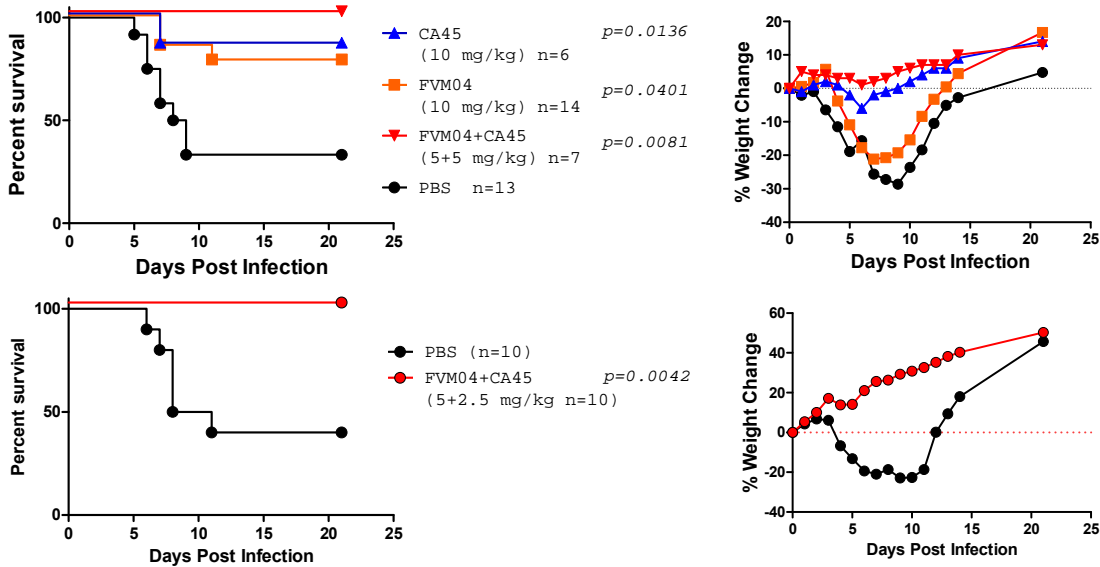 100
50
0
0
5
10
15
20
25
Percent survival
Days Post Infection
CA45
(10 mg/kg) n=6
p=0.0136
FVM04
(10 mg/kg) n=14
p=0.0401
FVM04+CA45
(5+5 mg/kg) n=7
p=0.0081
PBS n=13
20
10
0
-10
-20
-30
-40
0
5
10
15
20
25
% Weight Change
Days Post Infection
100
50
0
0
5
10
15
20
25
Percent survival
Days Post Infection
PBS (n=10)
FVM04+CA45
p=0.0042
(5+2.5 mg/kg n=10)
60
40
20
0
-20
-40
0
5
10
15
20
25
% Weight Change
Days Post Infection